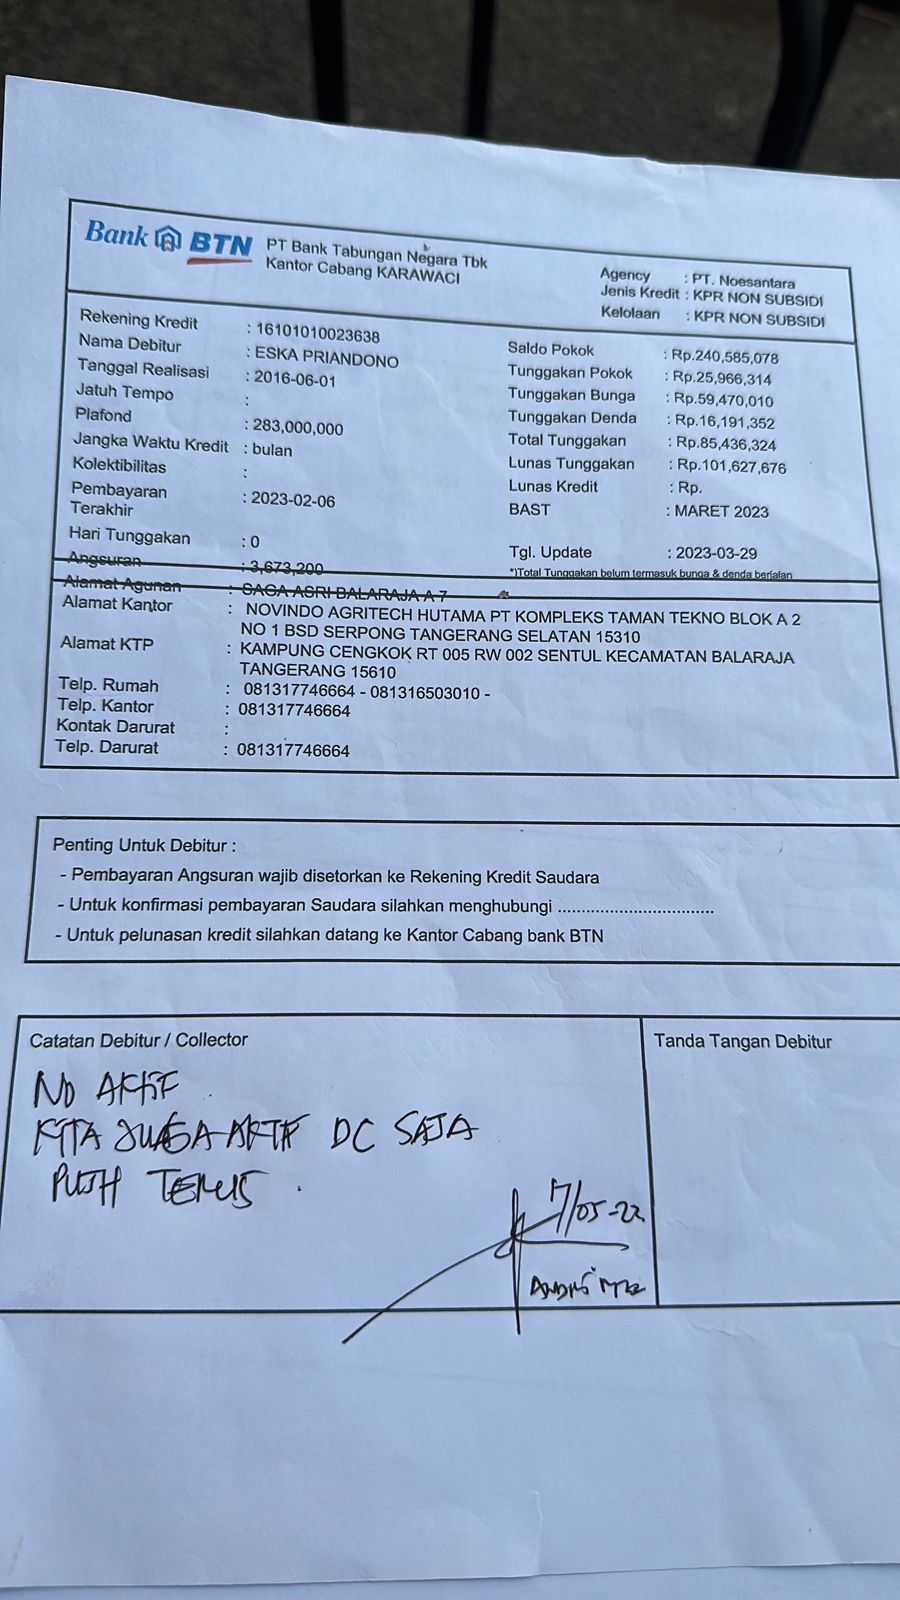 Bank BTN PT Bank Tabungan Negara Tbk
Kantor Cabang KARAWACI
Agency : PT. Noesantara
Jenis Kredit : KPR NON SUBSIDI
Kelolaan : KPR NON SUBSIDI
Rekening Kredit : 16101010023638
Nama Debitur : ESKA PRIANDONO
Tanggal Realisasi : 2016-06-01
Jatuh Tempo :
Plafond : 283,000,000
Jangka Waktu Kredit : bulan
Kolektibilitas :
Pembayaran Terakhir : 2023-02-06
Hari Tunggakan : 0
Angsuran : 3,673,200
Saldo Pokok : Rp.240,585,078
Tunggakan Pokok : Rp.25,966,314
Tunggakan Bunga : Rp.59,470,010
Tunggakan Denda : Rp.16,191,352
Total Tunggakan : Rp.85,436,324
Lunas Tunggakan : Rp.101,627,676
Lunas Kredit : Rp.
BAST : MARET 2023
Tgl. Update : 2023-03-29
*)Total Tunggakan belum termasuk bunga & denda berjalan
Alamat Agunan : SAGA ASRI BALARAJA A 7
Alamat Kantor : NOVINDO AGRITECH HUTAMA PT KOMPLEKS TAMAN TEKNO BLOK A 2
NO 1 BSD SERPONG TANGERANG SELATAN 15310
Alamat KTP : KAMPUNG CENGKOK RT 005 RW 002 SENTUL KECAMATAN BALARAJA
TANGERANG 15610
Telp. Rumah : 081317746664 - 081316503010 -
Telp. Kantor : 081317746664
Kontak Darurat :
Telp. Darurat : 081317746664
Penting Untuk Debitur :
- Pembayaran Angsuran wajib disetorkan ke Rekening Kredit Saudara
- Untuk konfirmasi pembayaran Saudara silahkan menghubungi ..................................
- Untuk pelunasan kredit silahkan datang ke Kantor Cabang bank BTN
Catatan Debitur / Collector
Tanda Tangan Debitur
NO AKTIF
KITA JUGA AKTIF DC SAJA
PUSH TERUS .
7/05-22